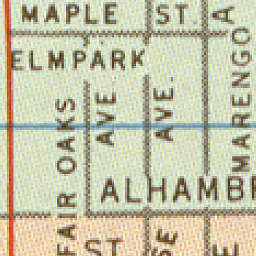 MAPLE ST.
ELMPARK
FAIR OAKS
AVE
AVE.
MARENGO
ALHAMB
ST